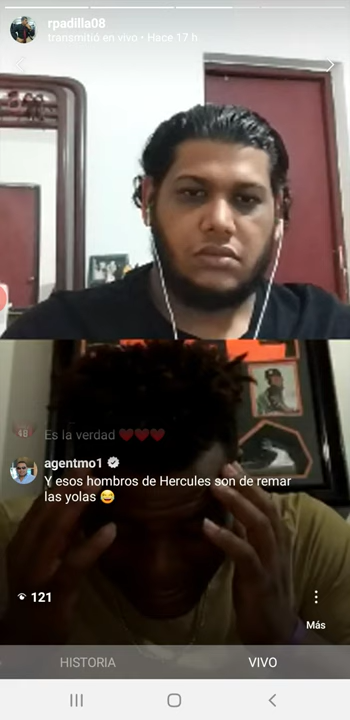 rpadilla08
transmitió en vivo • Hace 17 h
48
Es la verdad ❤️❤️❤️
agentmo1
Y esos hombros de Hercules son de remar
las yolas 😂
121
Más
HISTORIA
VIVO